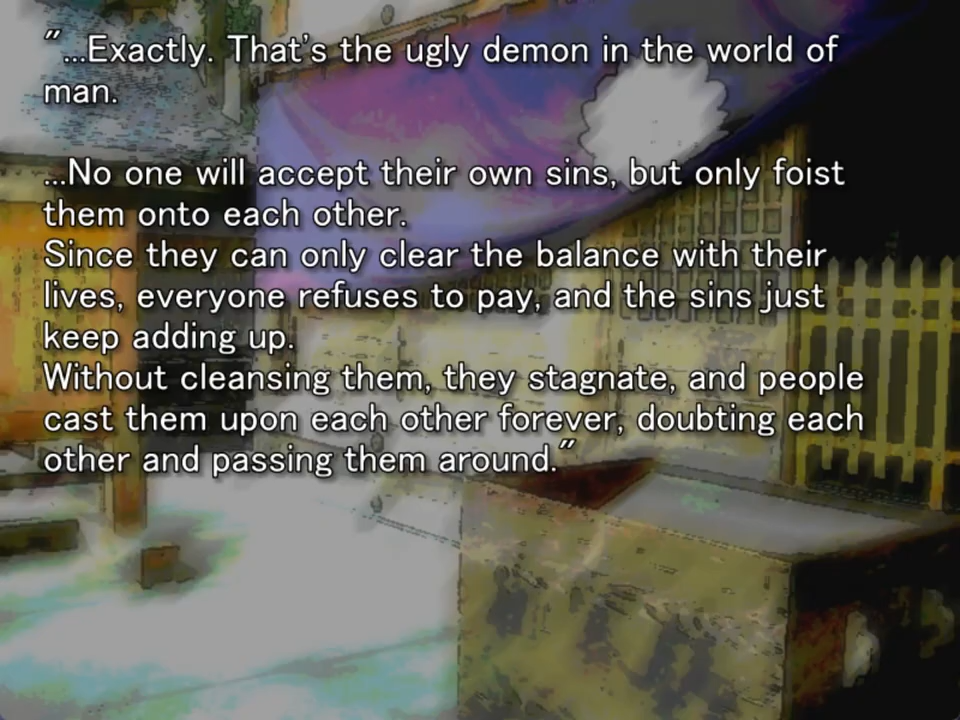 "...Exactly. That's the ugly demon in the world of
man.
...No one will accept their own sins, but only foist
them onto each other.
Since they can only clear the balance with their
lives, everyone refuses to pay, and the sins just
keep adding up.
Without cleansing them, they stagnate, and people
cast them upon each other forever, doubting each
other and passing them around."